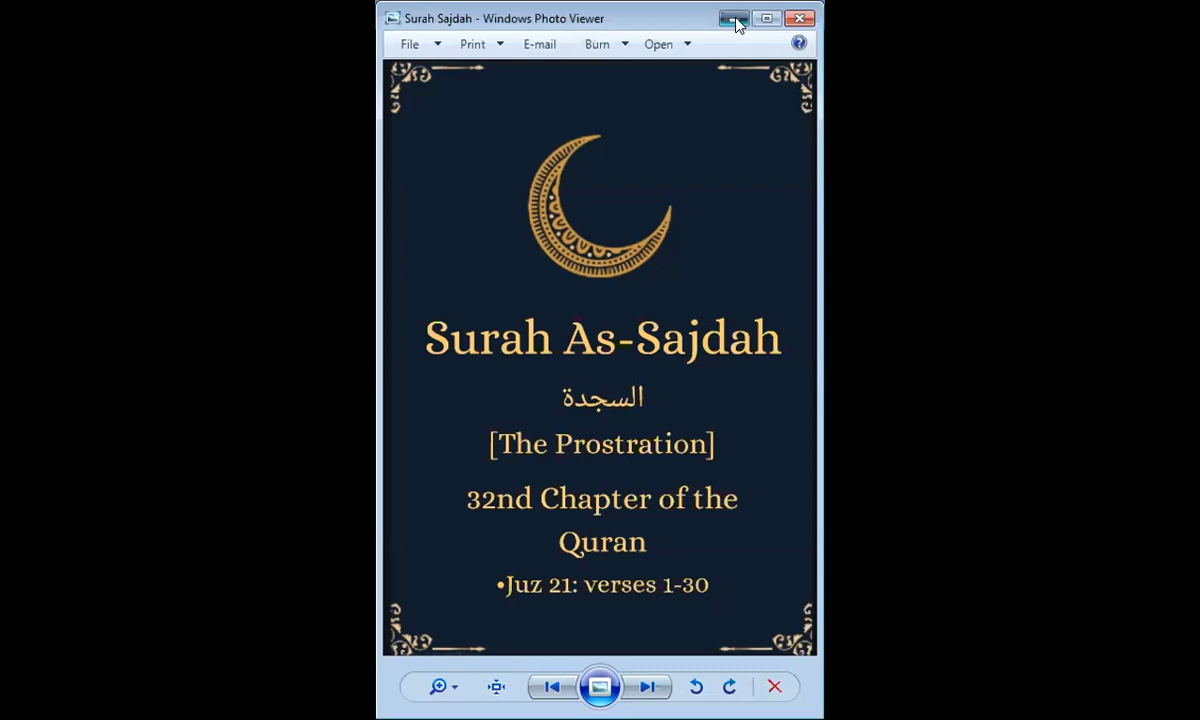 Surah Sajdah - Windows Photo Viewer
File Print E-mail Burn Open
Surah As-Sajdah
السجدة
[The Prostration]
32nd Chapter of the
Quran
•Juz 21: verses 1-30